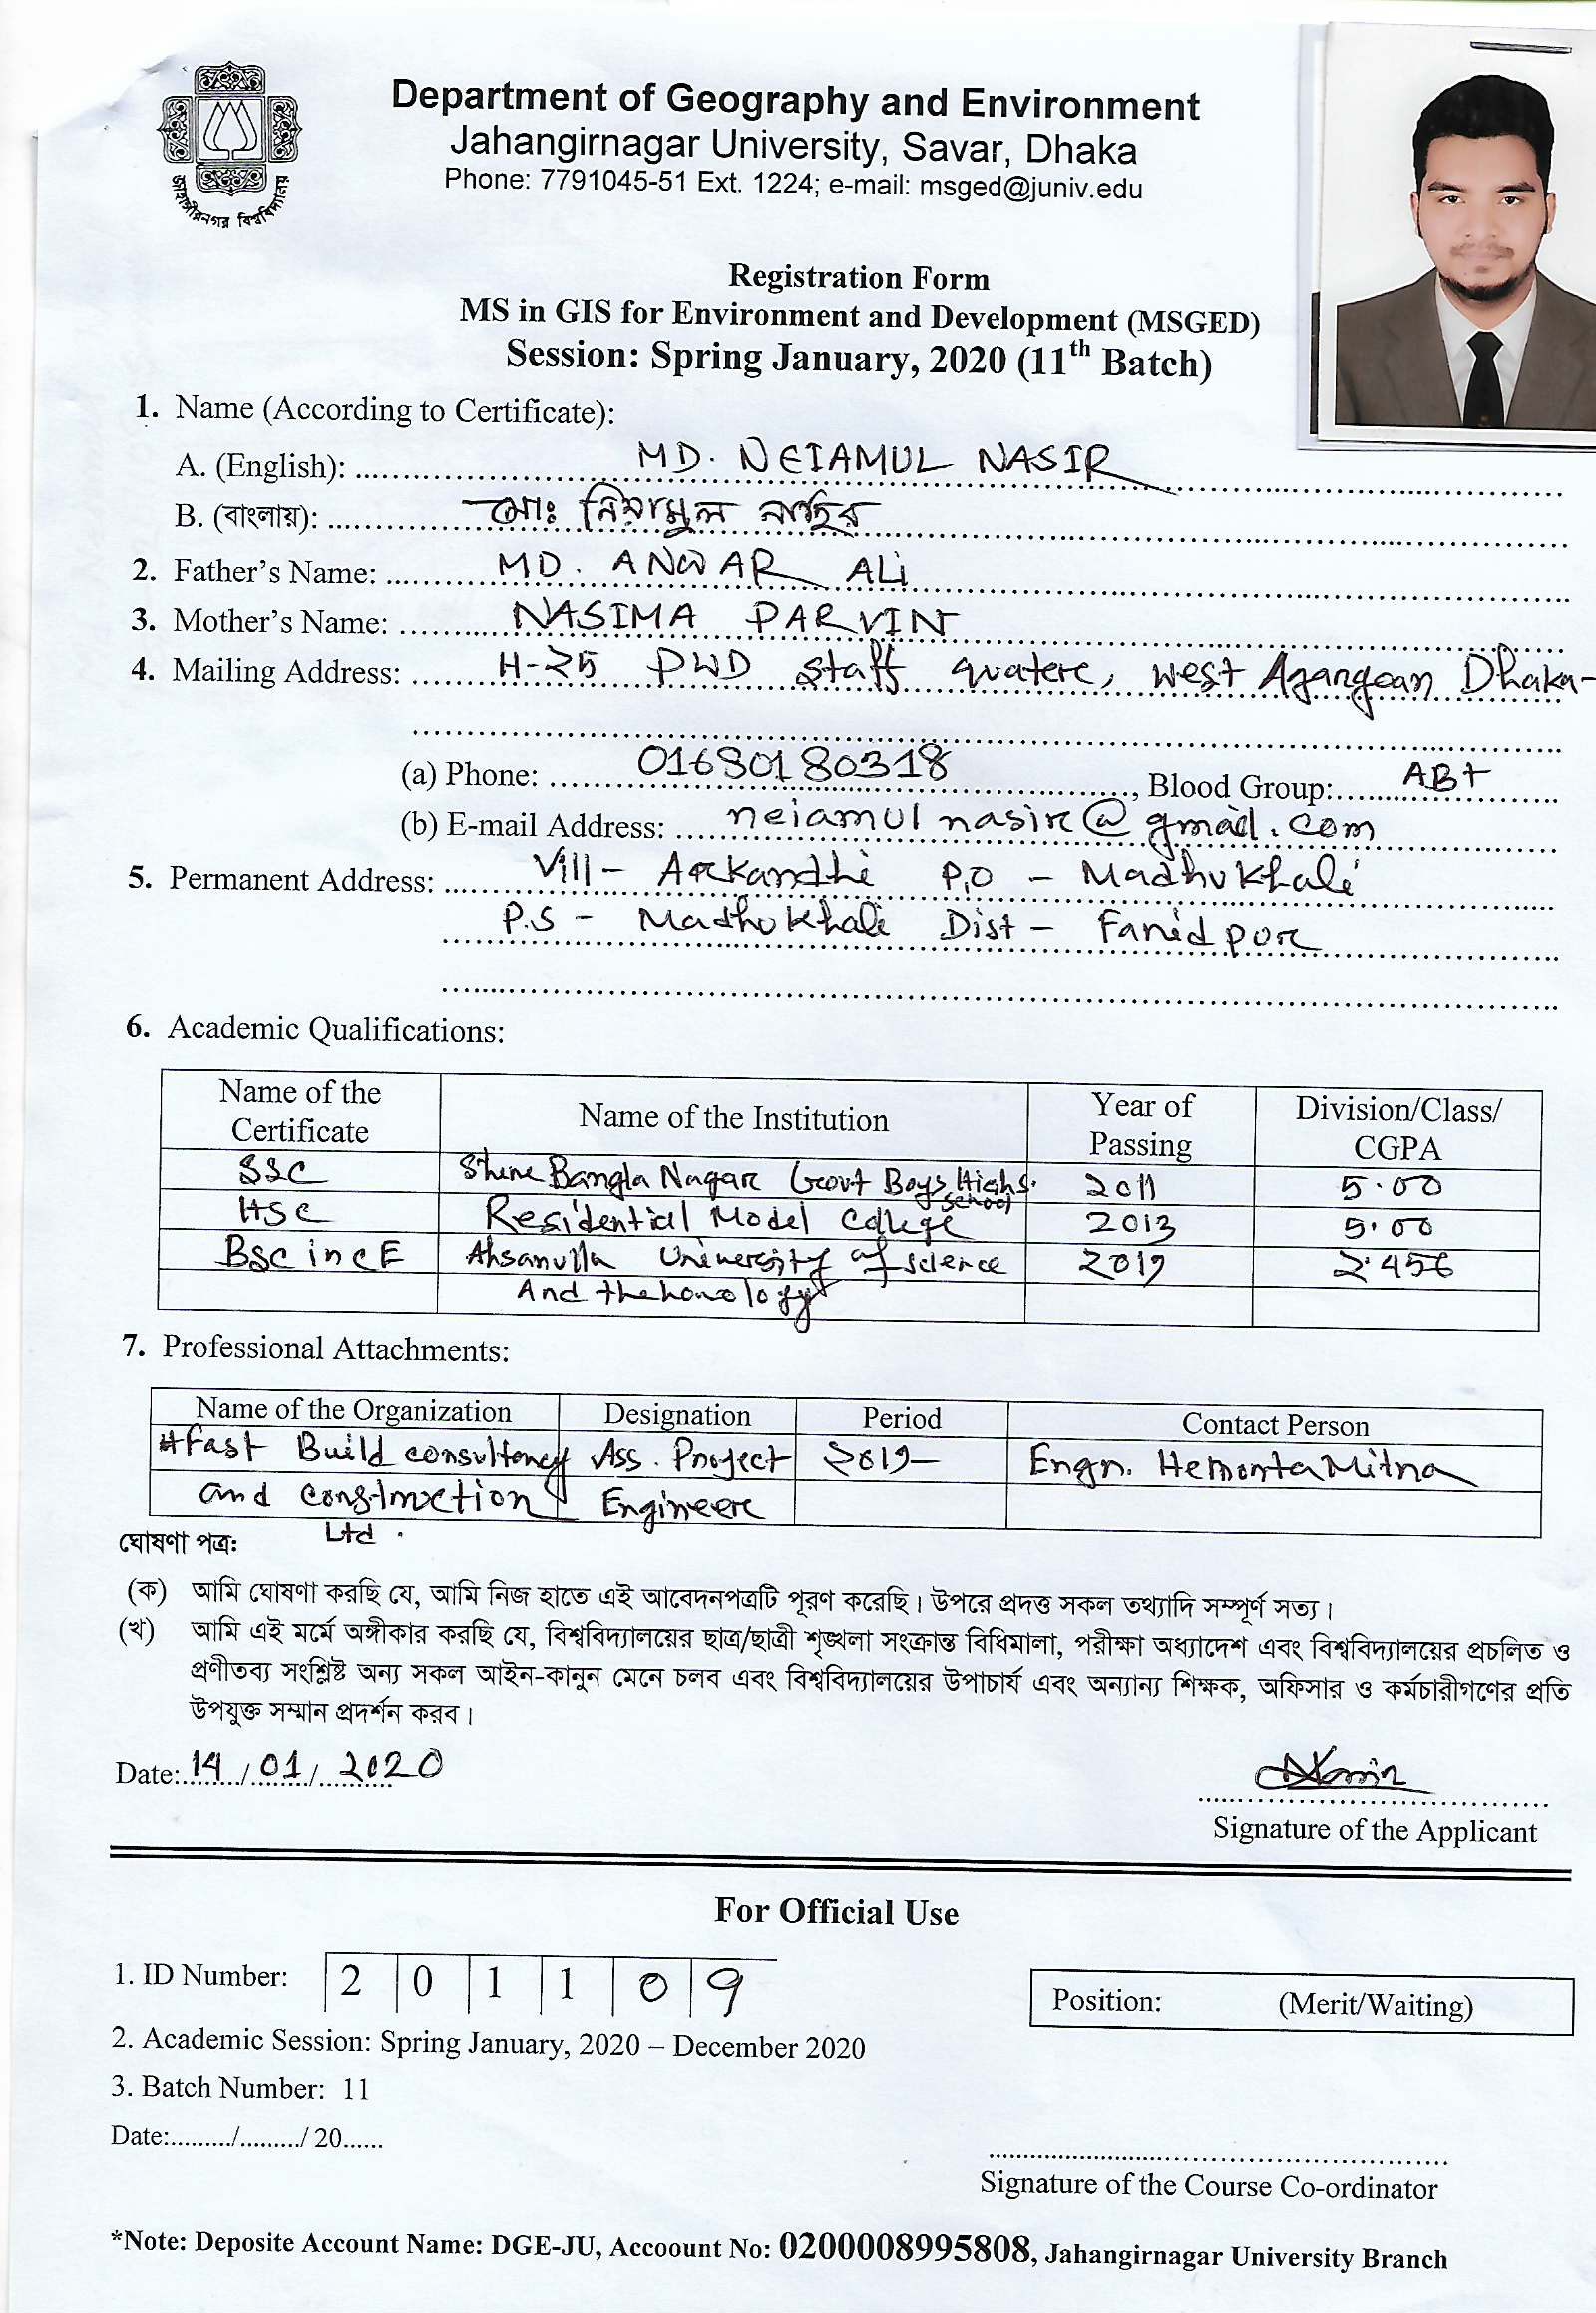 জাহাঙ্গীরনগর বিশ্ববিদ্যালয়
Department of Geography and Environment
Jahangirnagar University, Savar, Dhaka
Phone: 7791045-51 Ext. 1224; e-mail: msged@juniv.edu
Registration Form
MS in GIS for Environment and Development (MSGED)
Session: Spring January, 2020 (11th Batch)
1. Name (According to Certificate):
A. (English): MD. NEIAMUL NASIR
B. (বাংলায়): মোঃ নিয়ামুল নাছির
2. Father's Name: MD. ANWAR ALi
3. Mother's Name: NASIMA PARVIN
4. Mailing Address: H-25 PWD staff quatere, west Agargoan Dhaka-
(a) Phone: 01680180318, Blood Group: AB+
(b) E-mail Address: neiamulnasir@gmail.com
5. Permanent Address: Vill- Arkandhi P.O - Madhukhali
P.S - Madhukhali Dist - Faridpur
6. Academic Qualifications:
Name of the Certificate Name of the Institution Year of Passing Division/Class/ CGPA
SSC Shere Bangla Nagar Govt Boys High School 2011 5.00
HSC Residential Model College 2013 5.00
BSc in CE Ahsanulla University of Science 2019 2.456
And
7. Professional Attachments:
Name of the Organization Designation Period Contact Person
#Fast Build consultancy Ass. Project 2019- Engr. Hemonta Mitra
and construction Engineer
Ltd.
ঘোষণা পত্র:
(ক) আমি ঘোষণা করছি যে, আমি নিজ হাতে এই আবেদনপত্রটি পূরণ করেছি। উপরে প্রদত্ত সকল তথ্যাদি সম্পূর্ণ সত্য।
(খ) আমি এই মর্মে অঙ্গীকার করছি যে, বিশ্ববিদ্যালয়ের ছাত্র/ছাত্রী শৃঙ্খলা সংক্রান্ত বিধিমালা, পরীক্ষা অধ্যাদেশ এবং বিশ্ববিদ্যালয়ের প্রচলিত ও
প্রণীতব্য সংশ্লিষ্ট অন্য সকল আইন-কানুন মেনে চলব এবং বিশ্ববিদ্যালয়ের উপাচার্য এবং অন্যান্য শিক্ষক, অফিসার ও কর্মচারীগণের প্রতি
উপযুক্ত সম্মান প্রদর্শন করব।
Date: 14/01/2020
Signature of the Applicant
For Official Use
1. ID Number: 2 0 1 1 0 9
Position: (Merit/Waiting)
2. Academic Session: Spring January, 2020 – December 2020
3. Batch Number: 11
Date:........./........./ 20......
Signature of the Course Co-ordinator
*Note: Deposite Account Name: DGE-JU, Accoount No: 0200008995808, Jahangirnagar University Branch